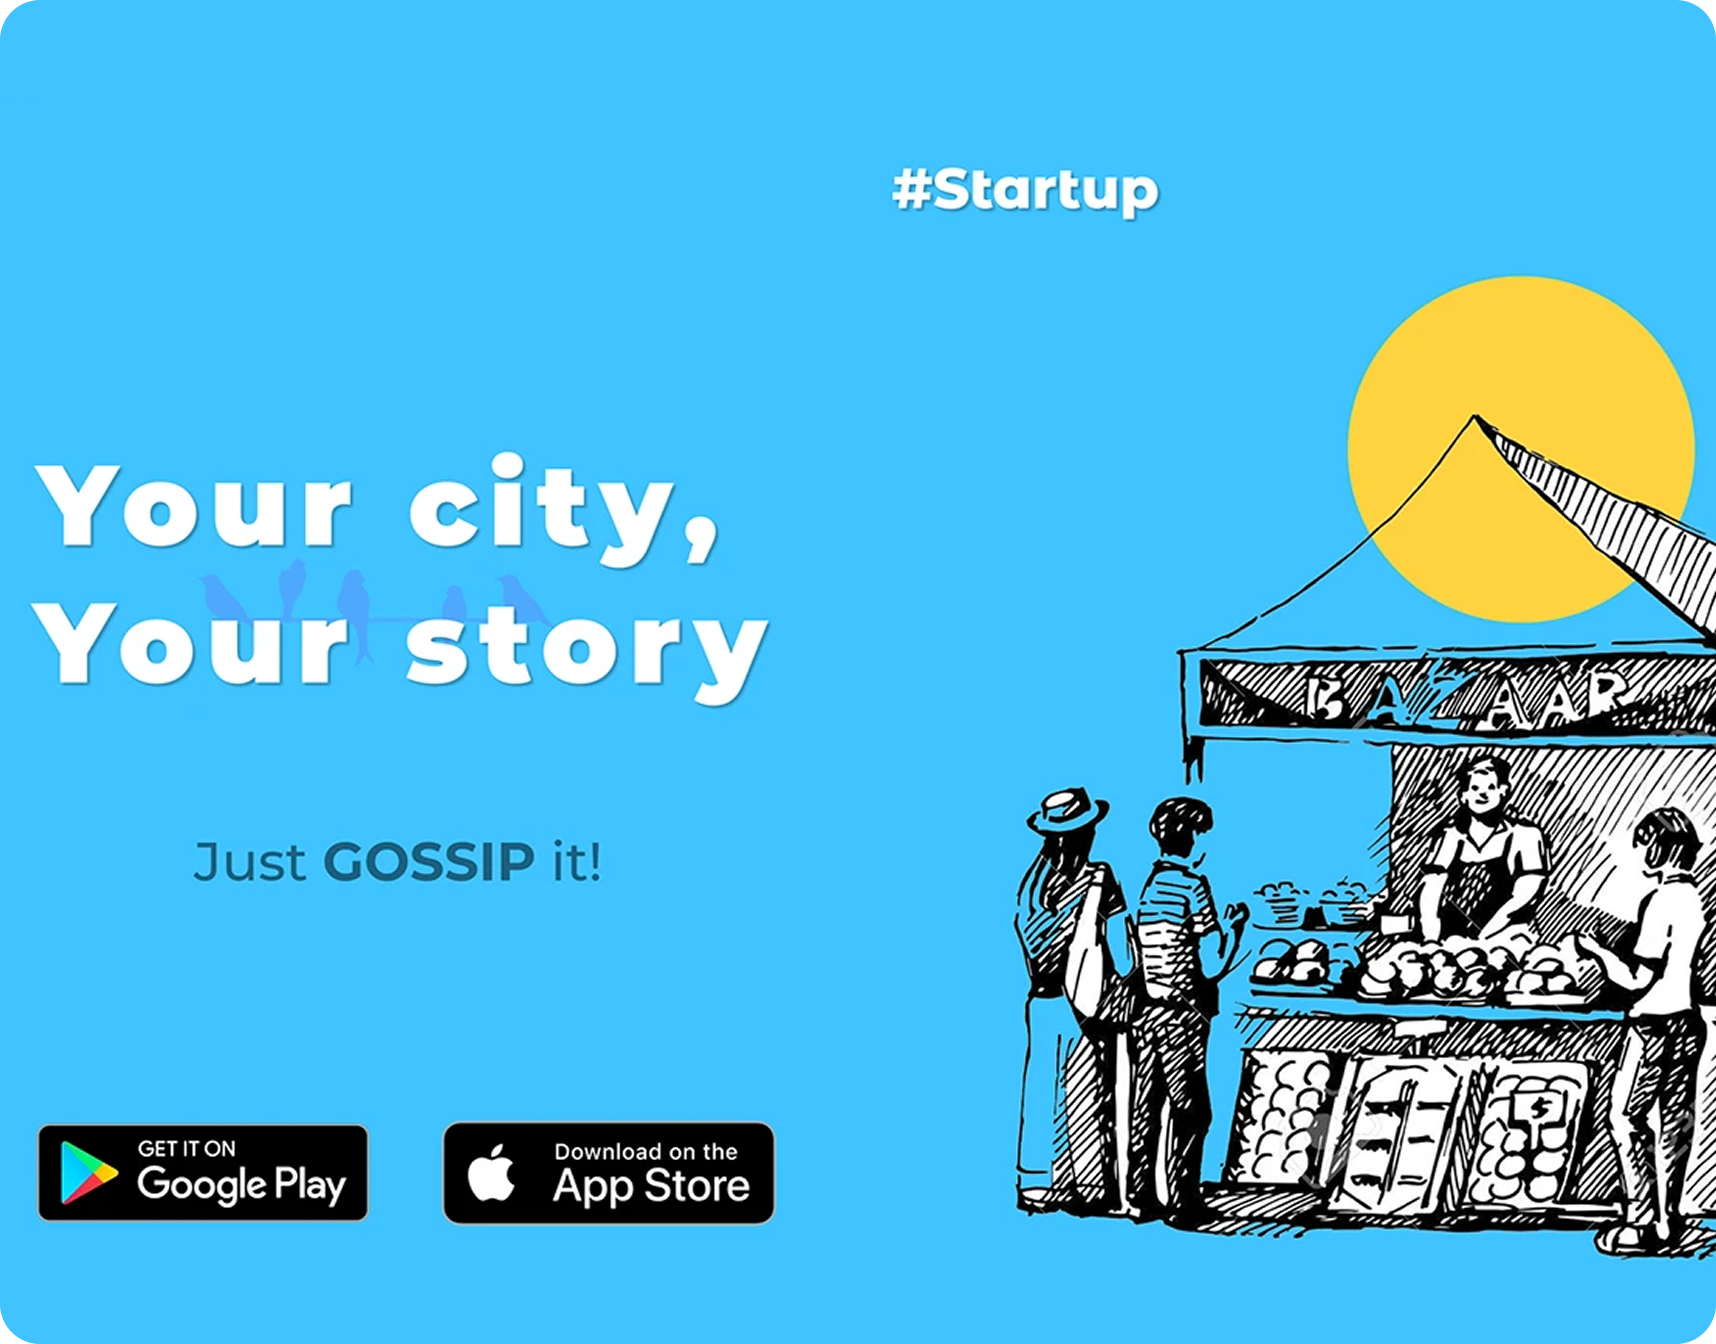 #Startup
Your city,
Your story
Just GOSSIP it!
BAZAAR
$
GET IT ON
Google Play
Download on the
App Store